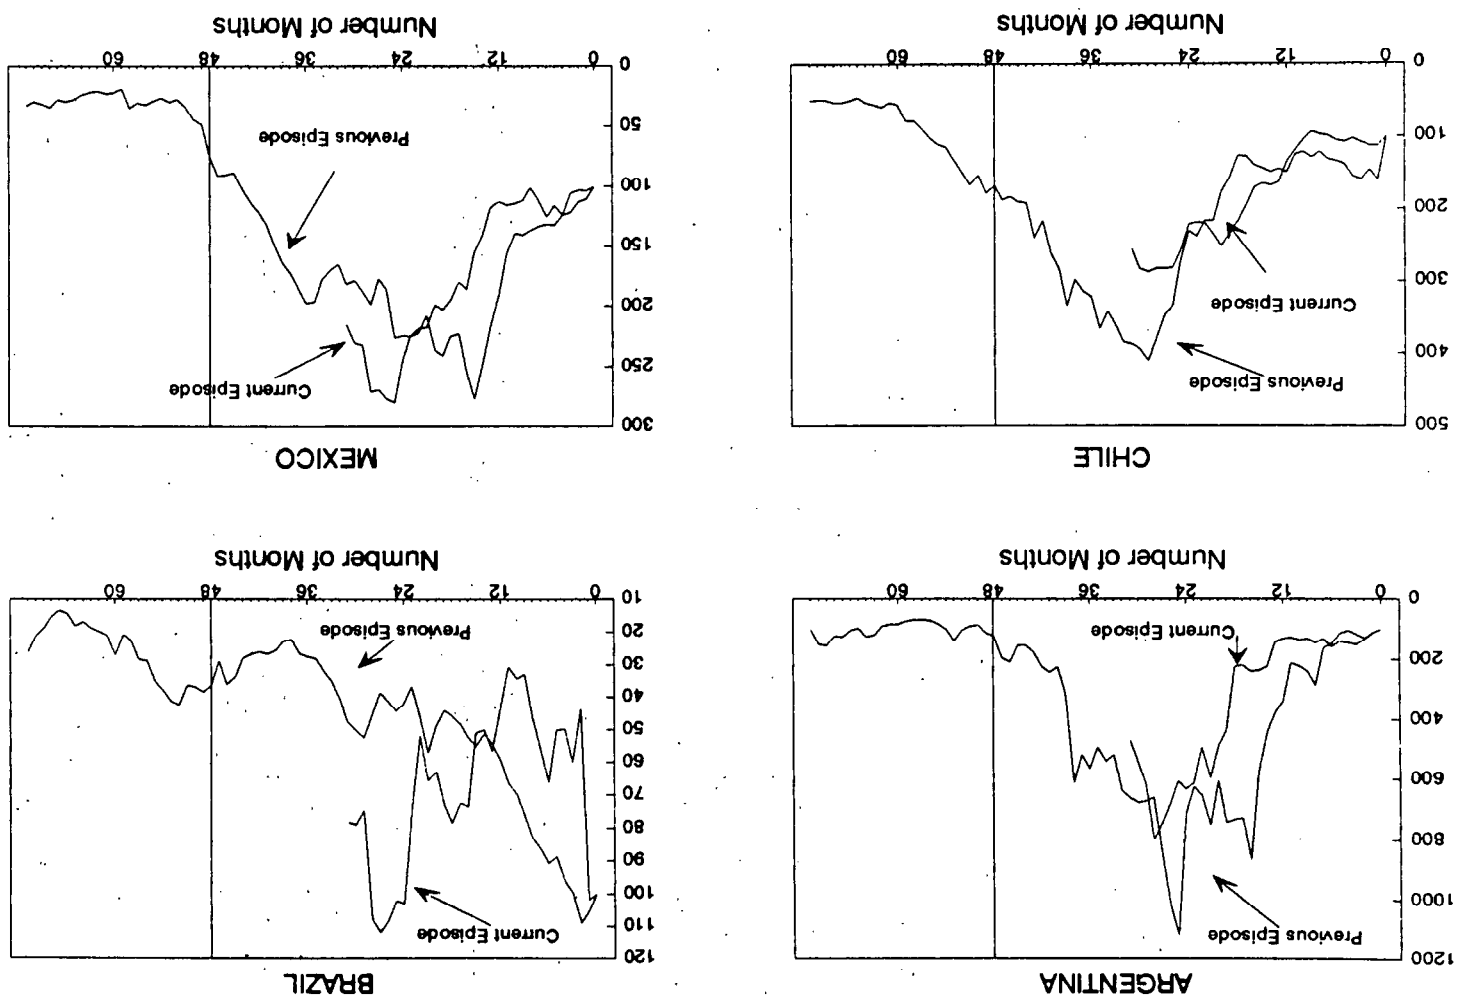 ARGENTINA
1200
1000
800
600
400
200
0
Previous Episode
Current Episode
0 12 24 36 48 60
Number of Months
BRAZIL
120
110
100
90
80
70
60
50
40
30
20
10
Current Episode
Previous Episode
0 12 24 36 48 60
Number of Months
CHILE
500
400
300
200
100
0
Previous Episode
Current Episode
0 12 24 36 48 60
Number of Months
MEXICO
300
250
200
150
100
50
0
Current Episode
Previous Episode
0 12 24 36 48 60
Number of Months